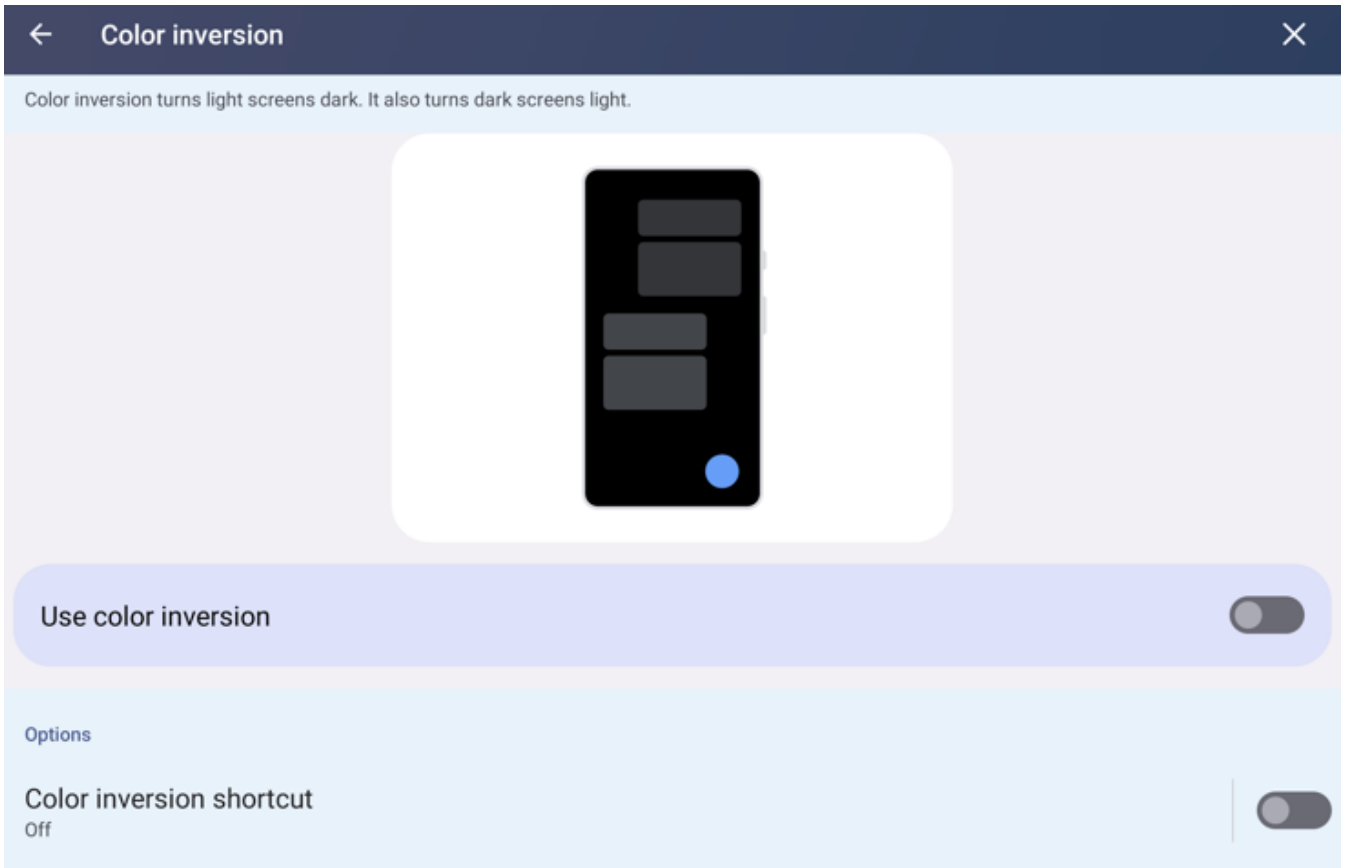 Color inversion
Color inversion turns light screens dark. It also turns dark screens light.
Use color inversion
Options
Color inversion shortcut
Off